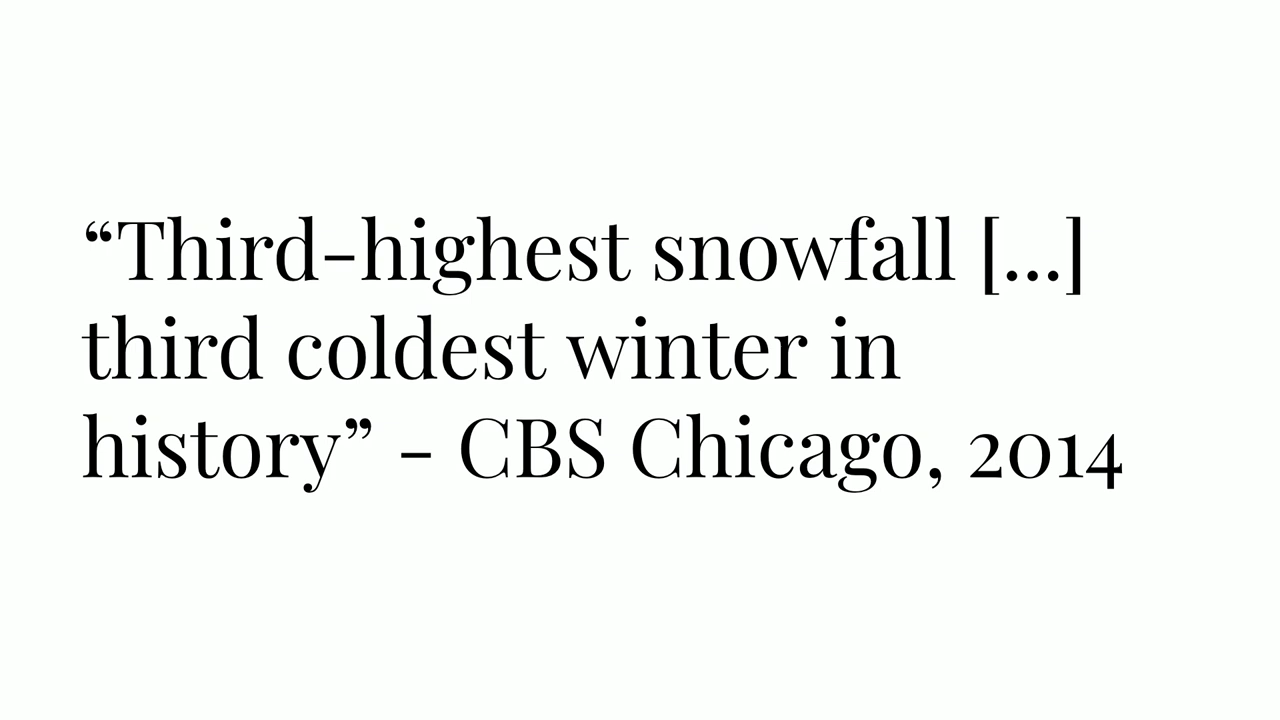 “Third-highest snowfall [...]
third coldest winter in
history” - CBS Chicago, 2014